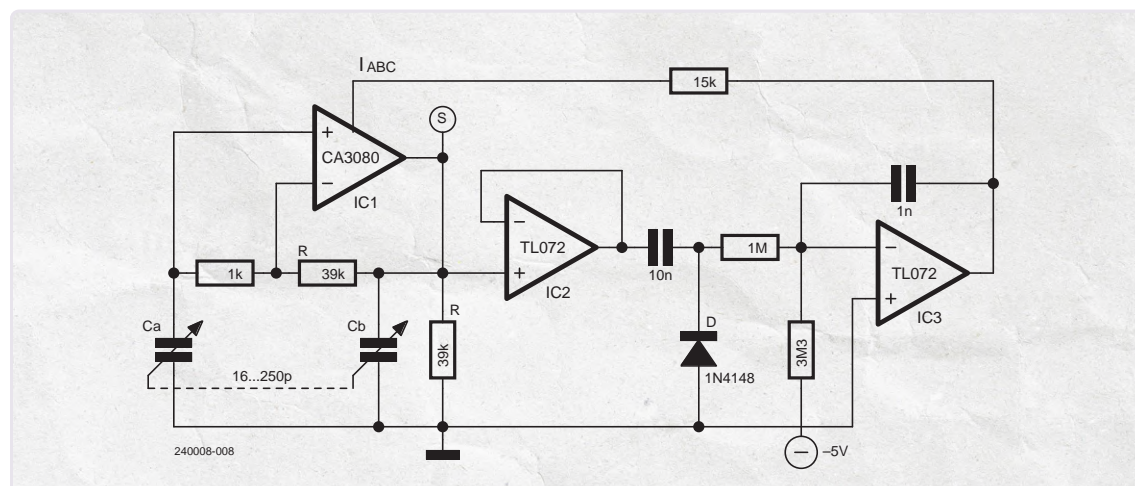 I ABC
15k
S
+
CA3080
−
IC1
1n
−
TL072
+
IC2
10n
1M
−
TL072
+
IC3
1k
R
39k
R
39k
Ca
Cb
16...250p
D
1N4148
3M3
−
–5V
240008-008